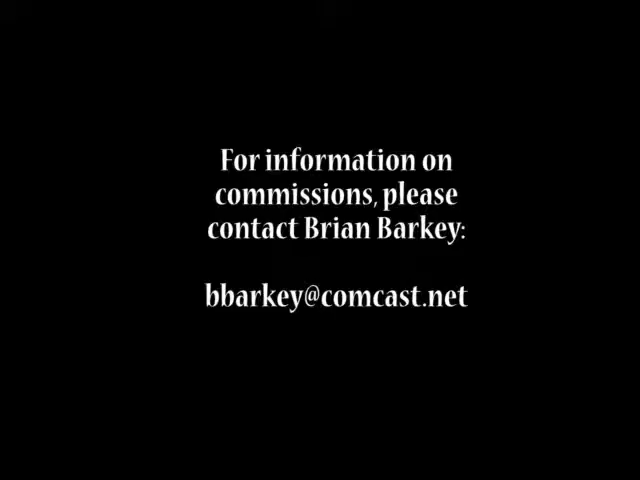 For information on
commissions, please
contact Brian Barkey:
bbarkey@comcast.net